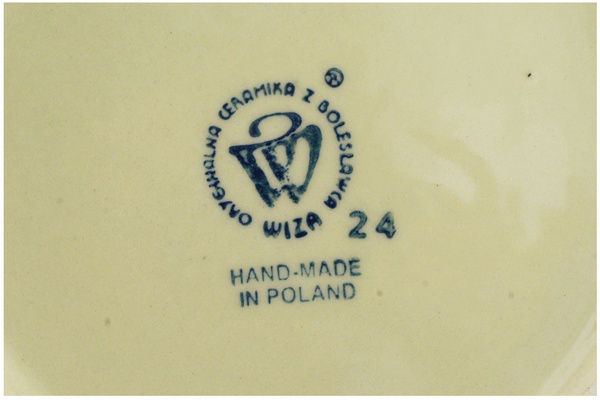 ®
ORYGINALNA CERAMIKA Z BOLESŁAWCA
WIZA
24
HAND-MADE
IN POLAND